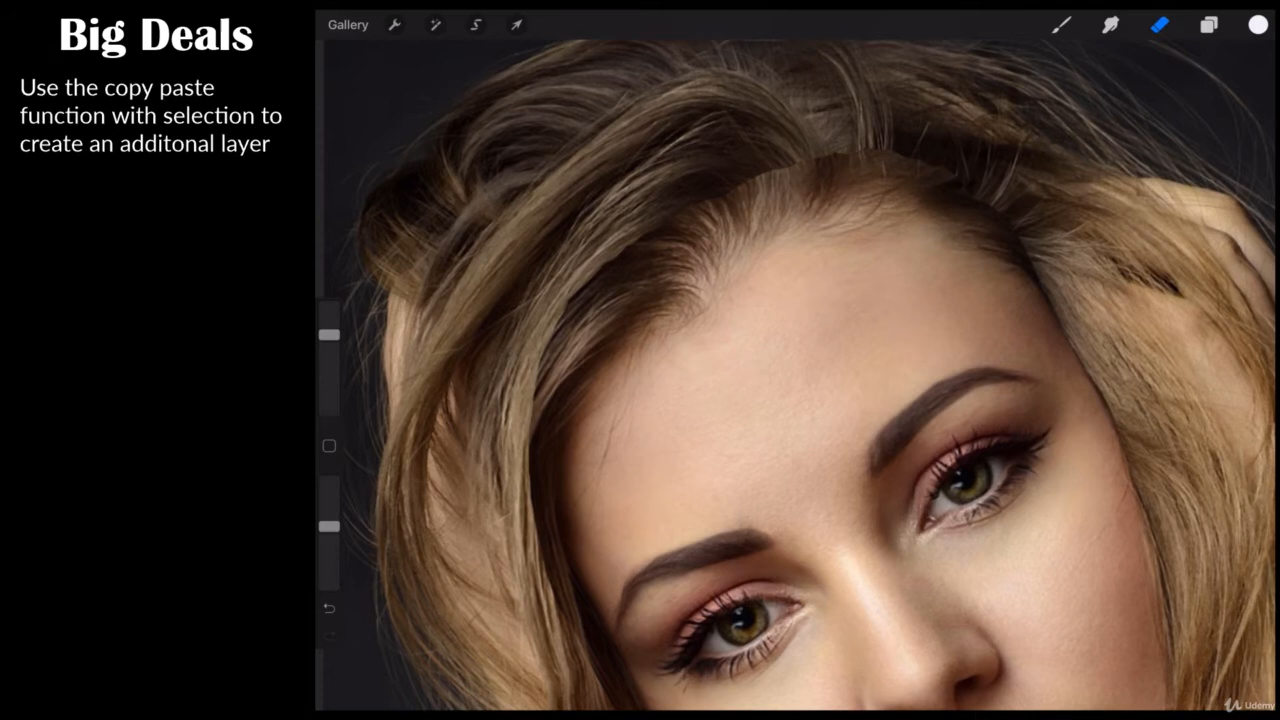 Big Deals
Use the copy paste
function with selection to
create an additonal layer
Gallery
Udemy